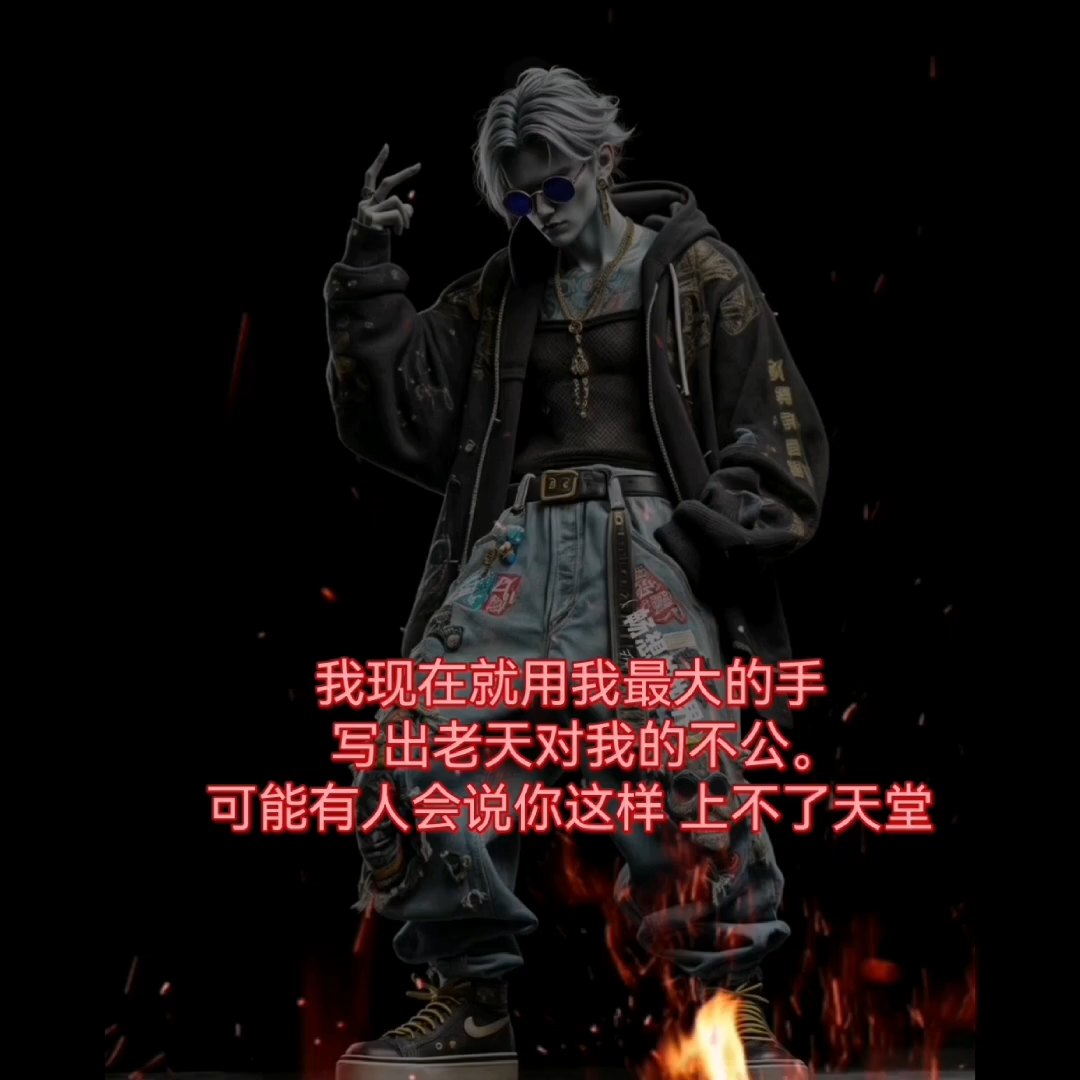 我现在就用我最大的手
写出老天对我的不公。
可能有人会说你这样 上不了天堂